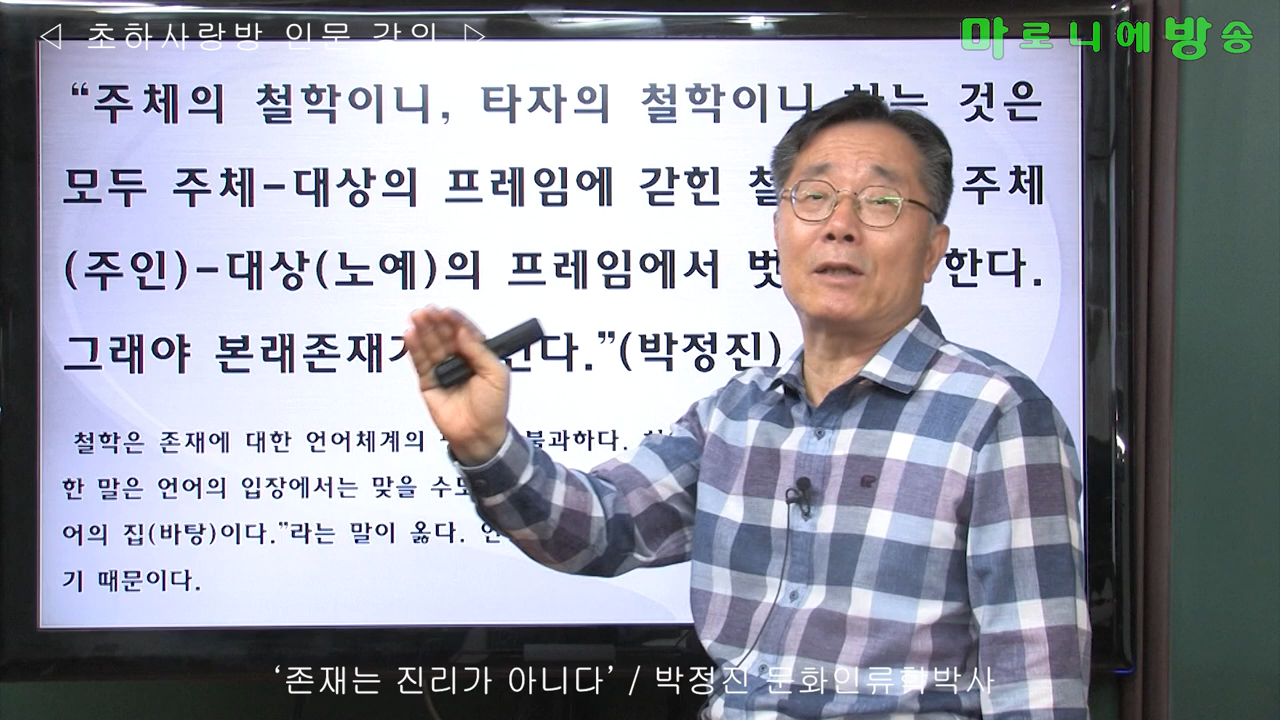 ◁ 초하사랑방 인문 강의 ▷
마로니에방송
“주체의 철학이니, 타자의 철학이니 하는 것은
모두 주체-대상의 프레임에 갇힌 주체
(주인)-대상(노예)의 프레임에서 한다.
그래야 본래존재가 된다.”(박정진)
철학은 존재에 대한 언어체계의 불과하다.
한 말은 언어의 입장에서는 맞을
어의 집(바탕)이다.”라는 말이 옳다.
기 때문이다.
‘존재는 진리가 아니다’ / 박정진 문화인류학박사